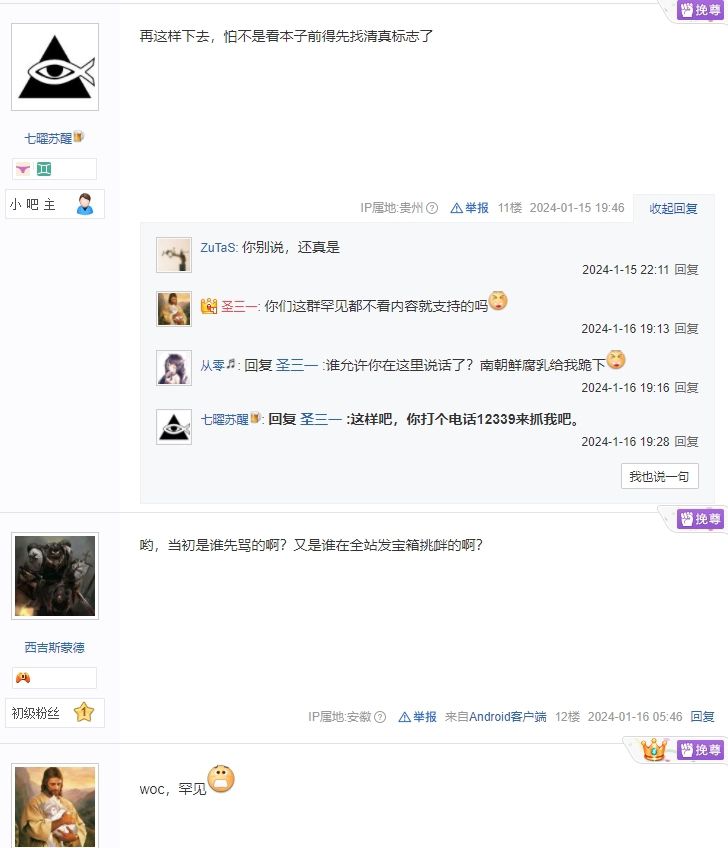 挽尊
再这样下去，怕不是看本子前得先找清真标志了
七曜苏醒
小吧主
IP属地:贵州 举报 11楼 2024-01-15 19:46 收起回复
ZuTaS: 你别说，还真是
2024-1-15 22:11 回复
圣三一: 你们这群罕见都不看内容就支持的吗
2024-1-16 19:13 回复
从零: 回复 圣三一 :谁允许你在这里说话了？南朝鲜腐乳给我跪下
2024-1-16 19:16 回复
七曜苏醒: 回复 圣三一 :这样吧，你打个电话12339来抓我吧。
2024-1-16 19:28 回复
我也说一句
挽尊
哟，当初是谁先骂的啊？又是谁在全站发宝箱挑衅的啊?
西吉斯蒙德
初级粉丝 1
IP属地:安徽 举报 来自Android客户端 12楼 2024-01-16 05:46 回复
挽尊
woc，罕见